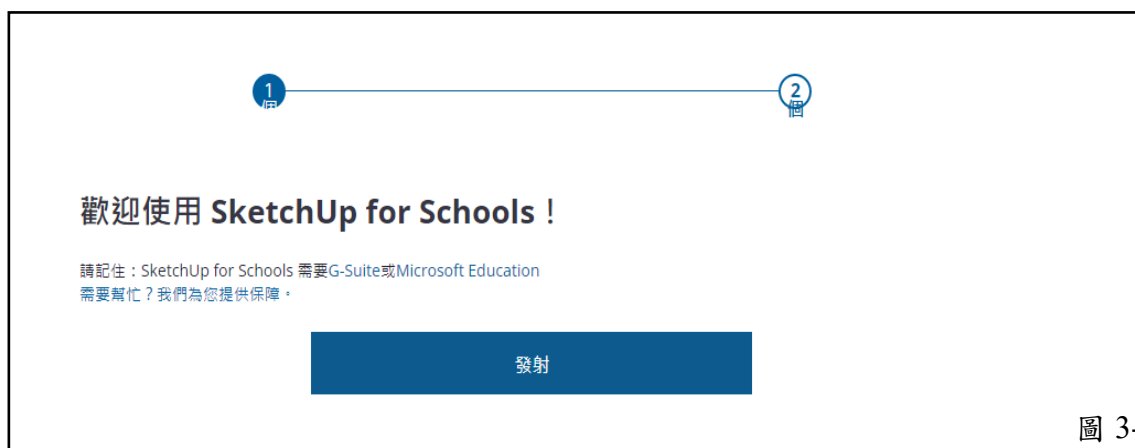 1
個
2
個
歡迎使用 SketchUp for Schools！
請記住：SketchUp for Schools 需要G-Suite或Microsoft Education
需要幫忙？我們為您提供保障。
發射
圖 3-